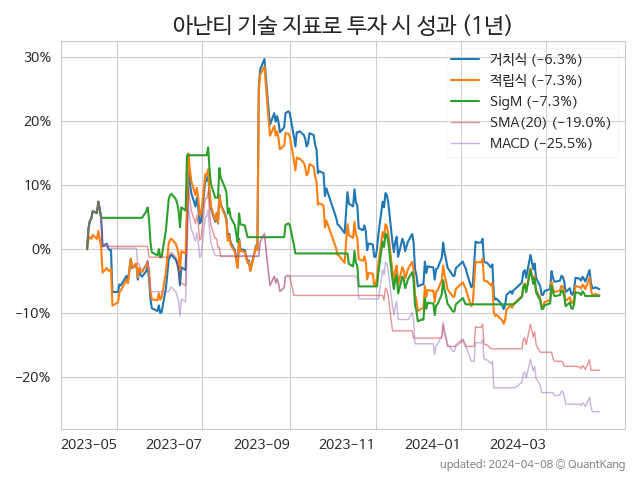 아난티 기술 지표로 투자 시 성과 (1년)
30%
20%
10%
0%
−10%
−20%
거치식 (−6.3%)
적립식 (−7.3%)
SigM (−7.3%)
SMA(20) (−19.0%)
MACD (−25.5%)
2023-05
2023-07
2023-09
2023-11
2024-01
2024-03
updated: 2024-04-08 © QuantKang